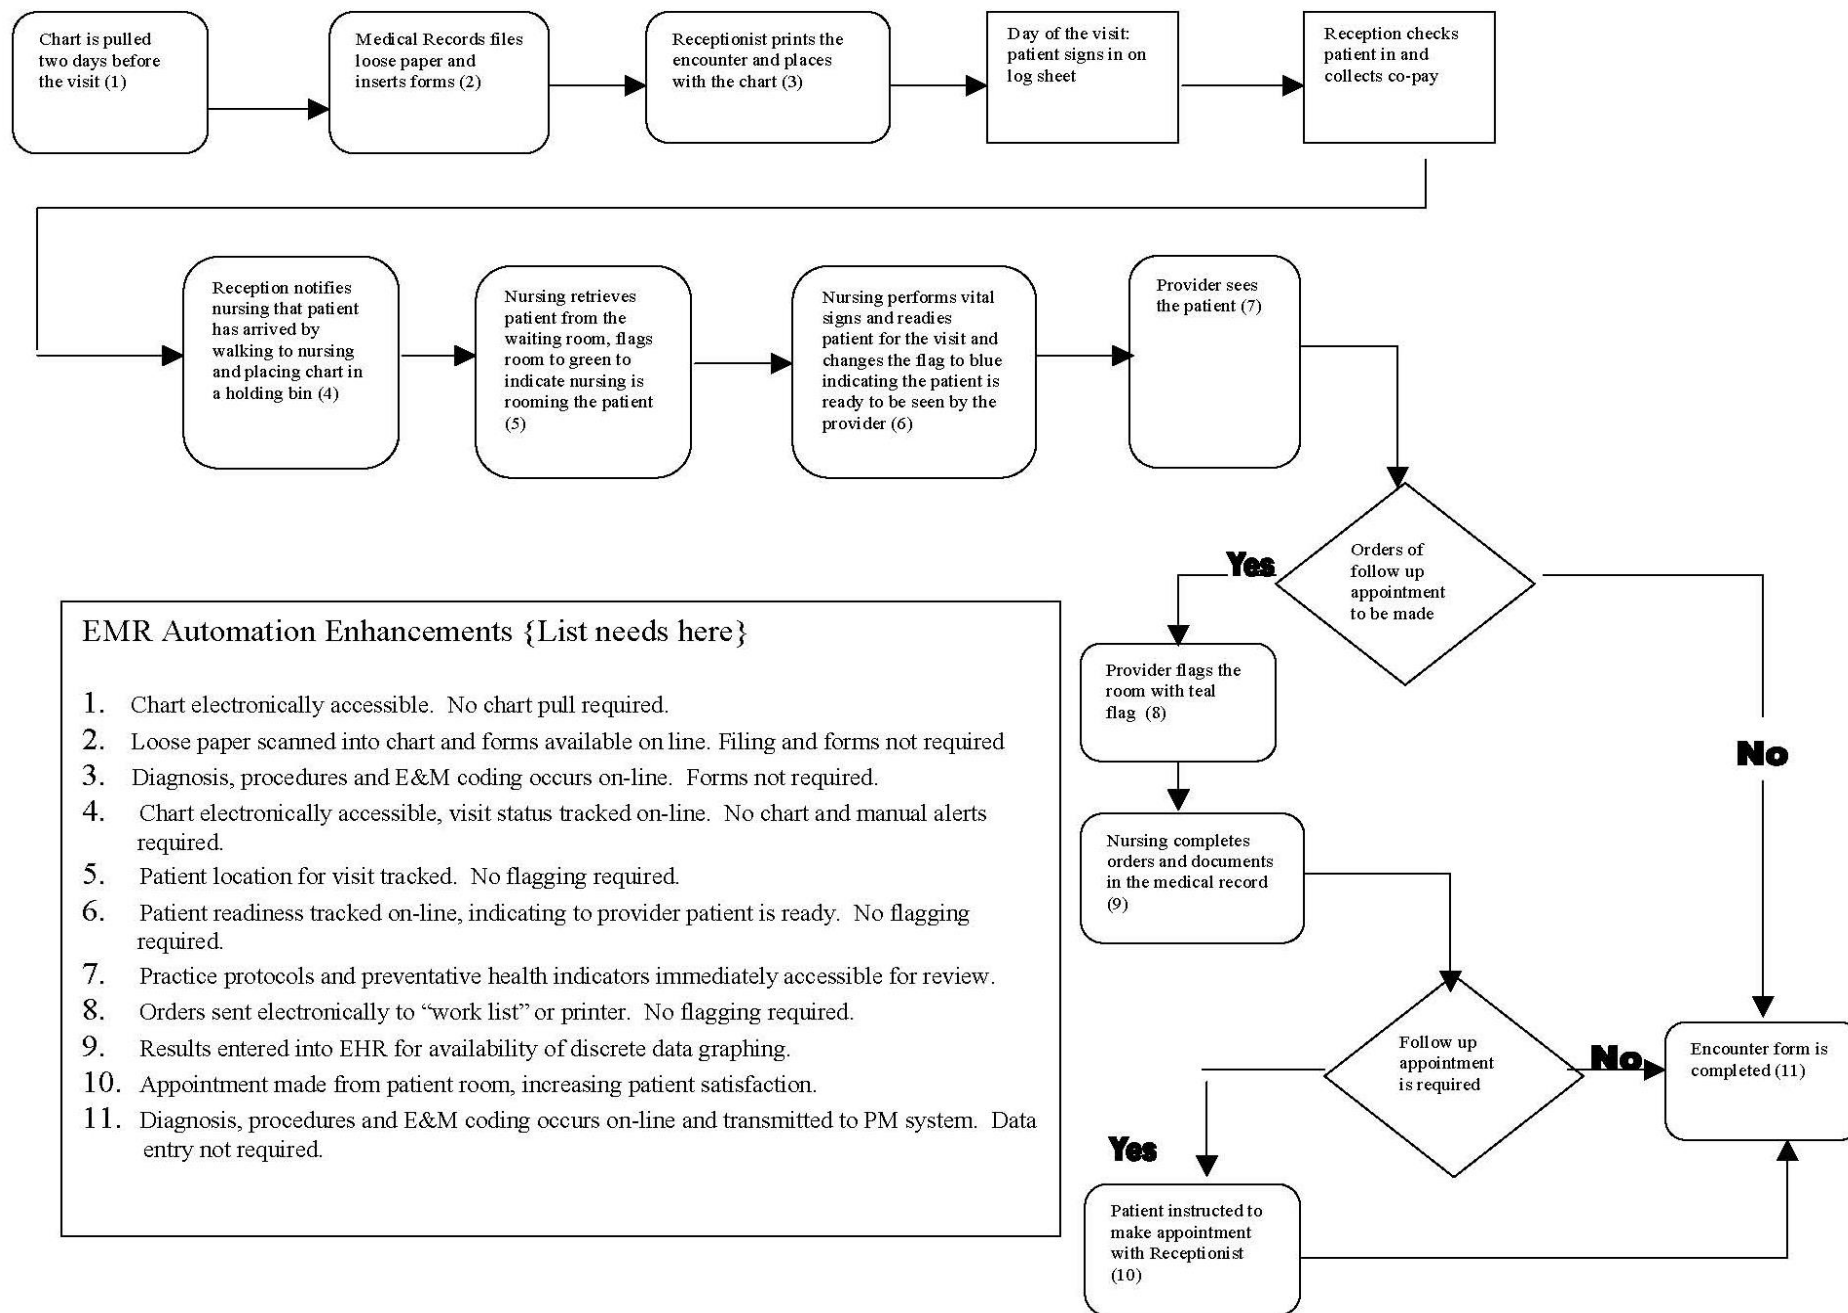 Chart is pulled
two days before
the visit (1)
Medical Records files
loose paper and
inserts forms (2)
Receptionist prints the
encounter and places
with the chart (3)
Day of the visit:
patient signs in on
log sheet
Reception checks
patient in and
collects co-pay
Reception notifies
nursing that patient
has arrived by
walking to nursing
and placing chart in
a holding bin (4)
Nursing retrieves
patient from the
waiting room, flags
room to green to
indicate nursing is
rooming the patient
(5)
Nursing performs vital
signs and readies
patient for the visit and
changes the flag to blue
indicating the patient is
ready to be seen by the
provider (6)
Provider sees
the patient (7)
Orders of
follow up
appointment
to be made
Yes
No
Provider flags the
room with teal
flag (8)
Nursing completes
orders and documents
in the medical record
(9)
Follow up
appointment
is required
No
Yes
Encounter form is
completed (11)
Patient instructed to
make appointment
with Receptionist
(10)
EMR Automation Enhancements {List needs here}
1. Chart electronically accessible. No chart pull required.
2. Loose paper scanned into chart and forms available on line. Filing and forms not required
3. Diagnosis, procedures and E&M coding occurs on-line. Forms not required.
4. Chart electronically accessible, visit status tracked on-line. No chart and manual alerts
required.
5. Patient location for visit tracked. No flagging required.
6. Patient readiness tracked on-line, indicating to provider patient is ready. No flagging
required.
7. Practice protocols and preventative health indicators immediately accessible for review.
8. Orders sent electronically to “work list” or printer. No flagging required.
9. Results entered into EHR for availability of discrete data graphing.
10. Appointment made from patient room, increasing patient satisfaction.
11. Diagnosis, procedures and E&M coding occurs on-line and transmitted to PM system. Data
entry not required.